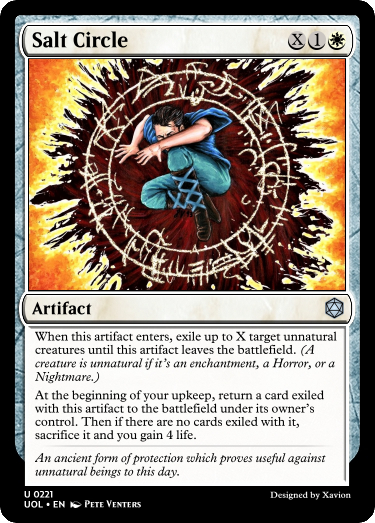 Salt Circle X1
Artifact
When this artifact enters, exile up to X target unnatural
creatures until this artifact leaves the battlefield. (A
creature is unnatural if it's an enchantment, a Horror, or a
Nightmare.)
At the beginning of your upkeep, return a card exiled
with this artifact to the battlefield under its owner's
control. Then if there are no cards exiled with it,
sacrifice it and you gain 4 life.
An ancient form of protection which proves useful against
unnatural beings to this day.
U 0221
UOL • EN Pete Venters
Designed by Xavion